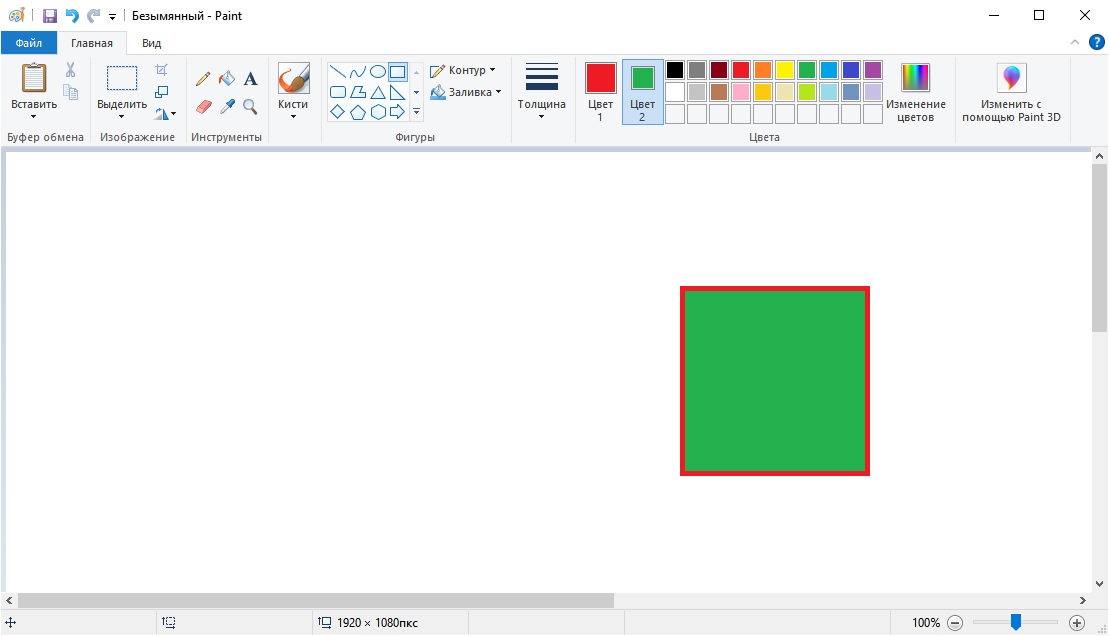 Безымянный - Paint
Файл
Главная
Вид
?
Вставить
Буфер обмена
Выделить
Изображение
A
Инструменты
Кисти
Контур
Заливка
Фигуры
Толщина
Цвет
1
Цвет
2
Изменение
цветов
Цвета
Изменить с
помощью Paint 3D
1920 × 1080пкс
100%